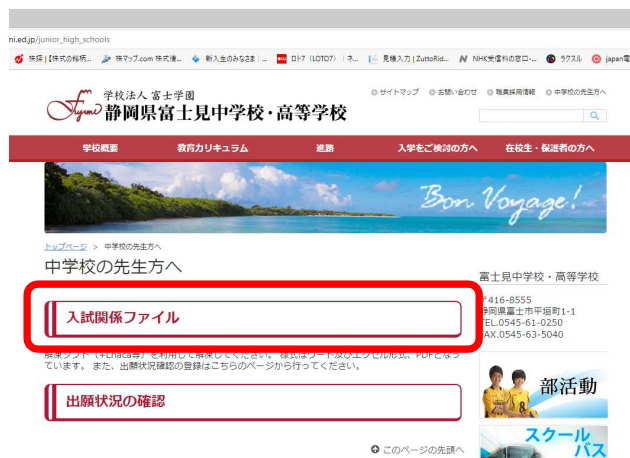 ni.ed.jp/junior_high_schools
株探 | 【株式の銘柄... 株マップ.com 株式湧... 新入生のみなさま | ... ロト7（LOTO7） | ネ... 見積入力 | ZuttoRid... NHK受信料の窓口-... ラクスル japan電
学校法人 富士学園
Fujimi 静岡県富士見中学校・高等学校
サイトマップ お問い合わせ 職員採用情報 中学校の先生方へ
学校概要 教育カリキュラム 進路 入学をご検討の方へ 在校生・保護者の方へ
Bon Voyage!
トップページ > 中学校の先生方へ
中学校の先生方へ
入試関係ファイル
解凍ソフト（+Lhaca等）を利用して解凍してください。 様式はワード及びエクセル形式、PDFとなっ
ています。 また、出願状況確認の登録はこちらのページから行ってください。
出願状況の確認
このページの先頭へ
富士見中学校・高等学校
〒416-8555
静岡県富士市平垣町1-1
TEL.0545-61-0250
FAX.0545-63-5040
部活動
スクール
バス